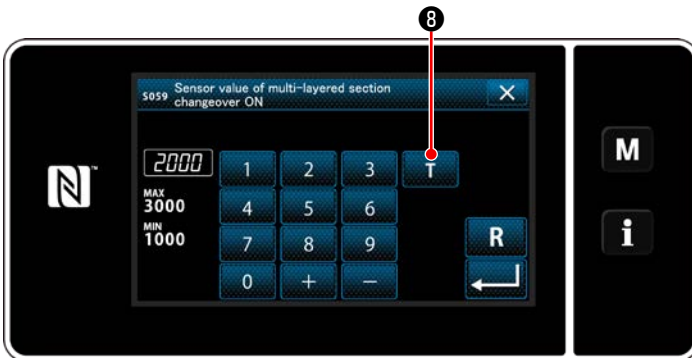 8
S059 Sensor value of multi-layered section
changeover ON
2000
MAX
3000
MIN
1000
1 2 3 T
4 5 6
7 8 9 R
0 + −
M
i
N